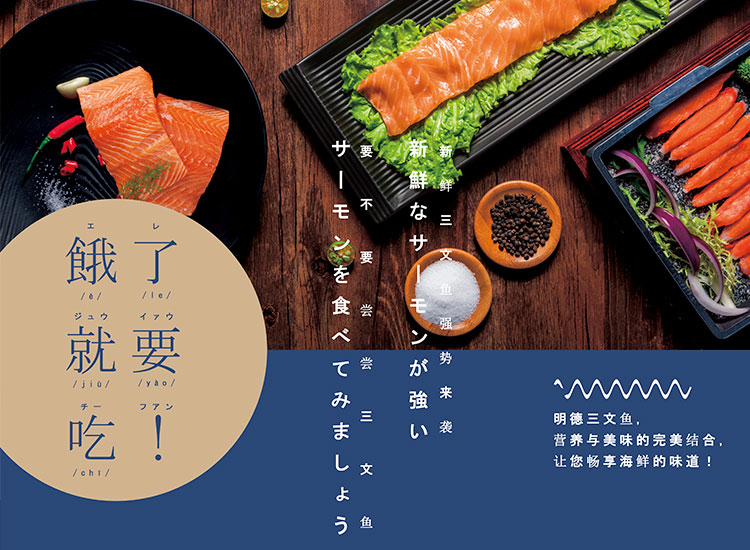 エ レ
餓了
/è/ /le/
ジュウ イァウ
就要
/jiù/ /yào/
チー フアン
吃！
/chī/
新鲜三文鱼强势来袭
新鮮なサーモンが強い
要不要尝尝三文鱼
サーモンを食べてみましょう
明德三文鱼，
营养与美味的完美结合，
让您畅享海鲜的味道！